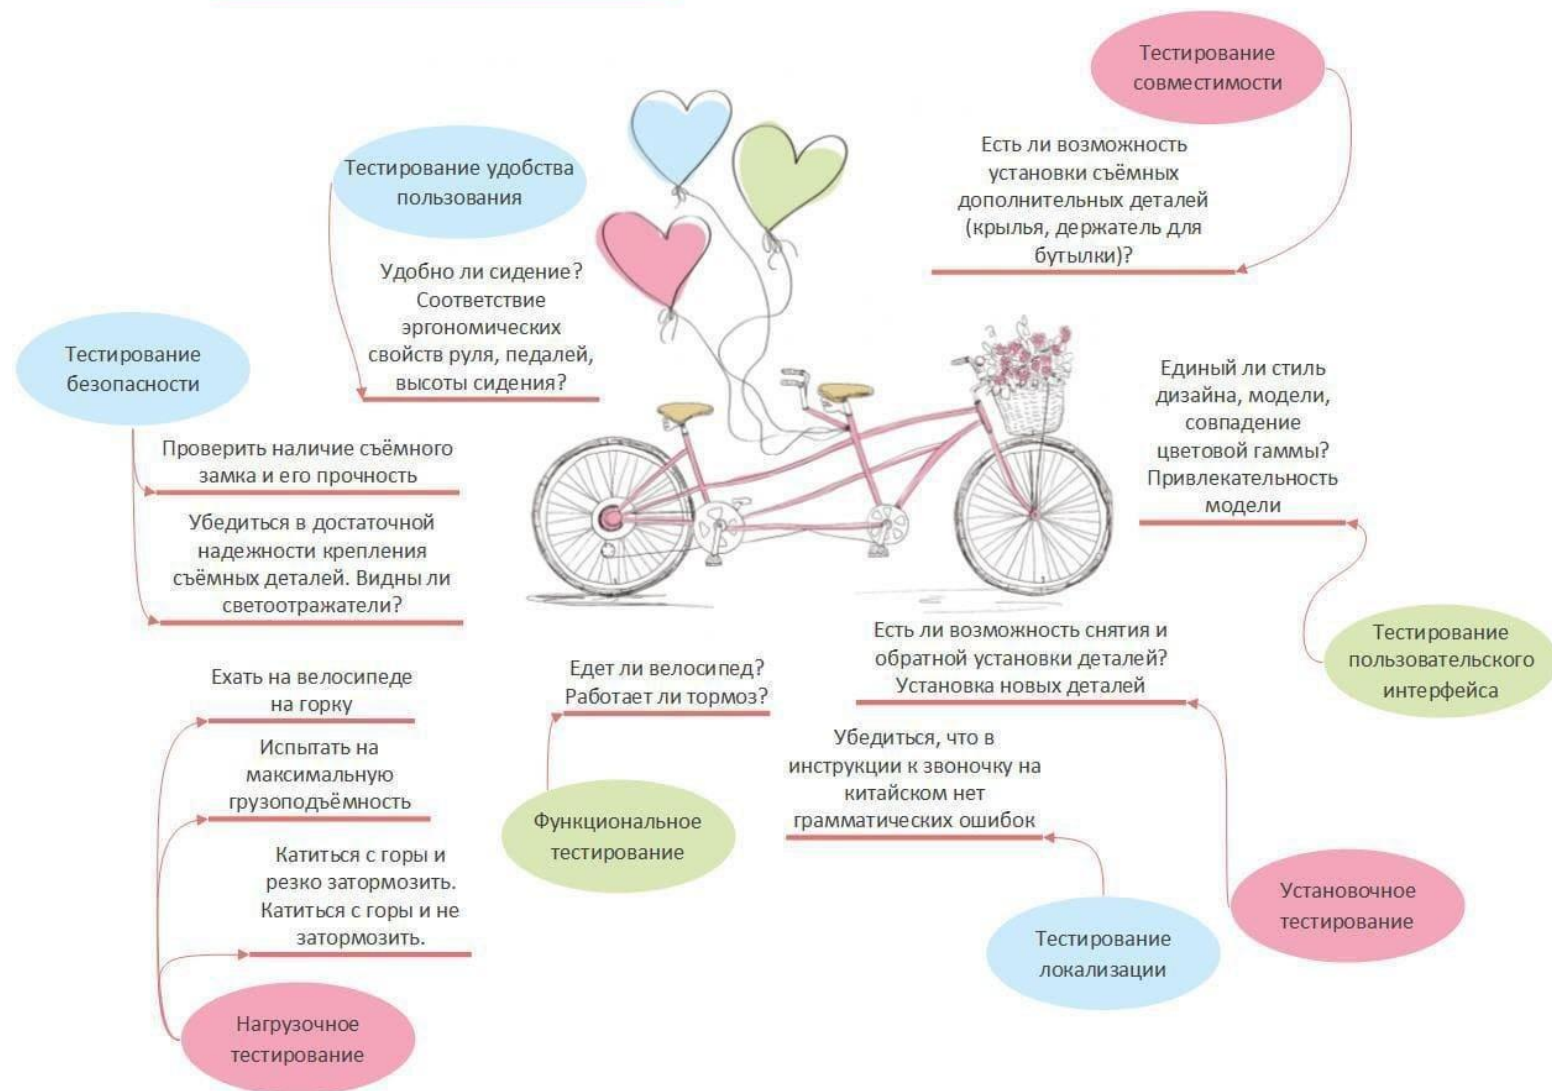 Тестирование
совместимости
Есть ли возможность
установки съёмных
дополнительных деталей
(крылья, держатель для
бутылки)?
Тестирование удобства
пользования
Удобно ли сидение?
Соответствие
эргономических
свойств руля, педалей,
высоты сидения?
Тестирование
безопасности
Проверить наличие съёмного
замка и его прочность
Убедиться в достаточной
надежности крепления
съёмных деталей. Видны ли
светоотражатели?
Единый ли стиль
дизайна, модели,
совпадение
цветовой гаммы?
Привлекательность
модели
Тестирование
пользовательского
интерфейса
Ехать на велосипеде
на горку
Испытать на
максимальную
грузоподъёмность
Катиться с горы и
резко затормозить.
Катиться с горы и не
затормозить.
Нагрузочное
тестирование
Едет ли велосипед?
Работает ли тормоз?
Функциональное
тестирование
Есть ли возможность снятия и
обратной установки деталей?
Установка новых деталей
Убедиться, что в
инструкции к звоночку на
китайском нет
грамматических ошибок
Установочное
тестирование
Тестирование
локализации